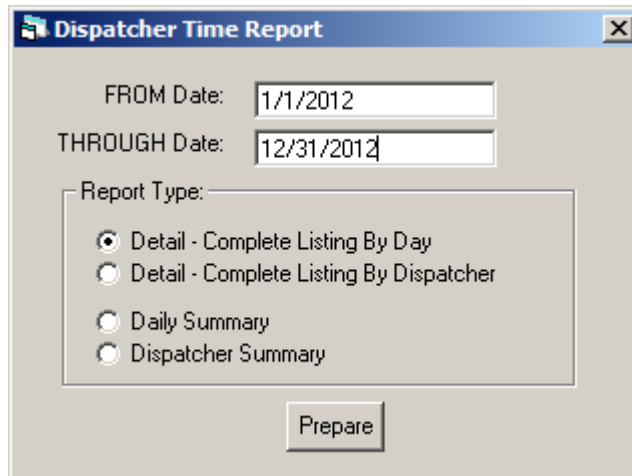 Dispatcher Time Report
FROM Date: 1/1/2012
THROUGH Date: 12/31/2012
Report Type:
Detail - Complete Listing By Day
Detail - Complete Listing By Dispatcher
Daily Summary
Dispatcher Summary
Prepare